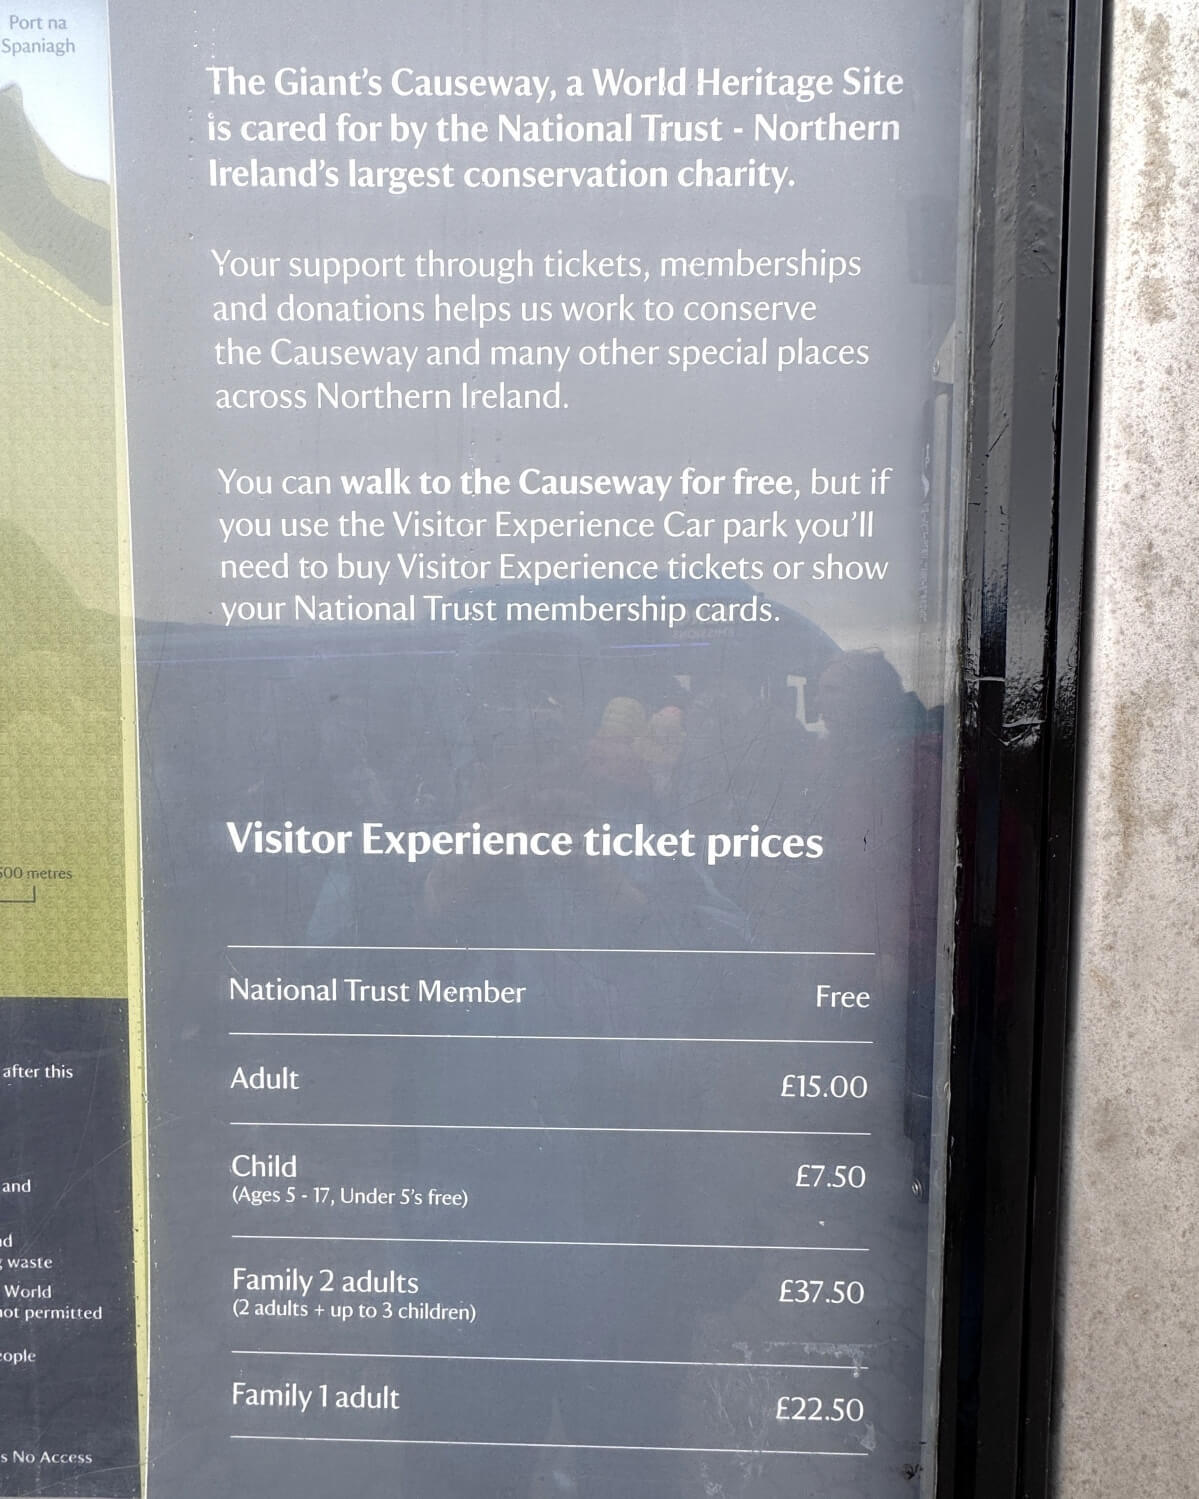 Port na
Spaniagh
The Giant's Causeway, a World Heritage Site
is cared for by the National Trust - Northern
Ireland's largest conservation charity.
Your support through tickets, memberships
and donations helps us work to conserve
the Causeway and many other special places
across Northern Ireland.
You can walk to the Causeway for free, but if
you use the Visitor Experience Car park you'll
need to buy Visitor Experience tickets or show
your National Trust membership cards.
Visitor Experience ticket prices
National Trust Member Free
Adult £15.00
Child £7.50
(Ages 5 - 17, Under 5's free)
Family 2 adults £37.50
(2 adults + up to 3 children)
Family 1 adult £22.50
metres
after this
and
waste
World
permitted
s No Access